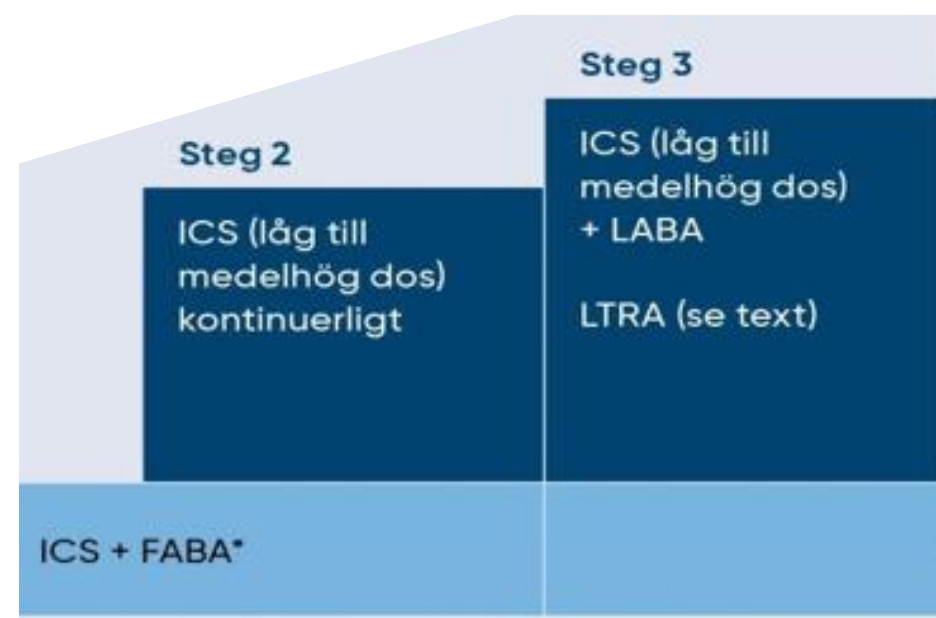 Steg 2
ICS (låg till
medelhög dos)
kontinuerligt
Steg 3
ICS (låg till
medelhög dos)
+ LABA
LTRA (se text)
ICS + FABA*